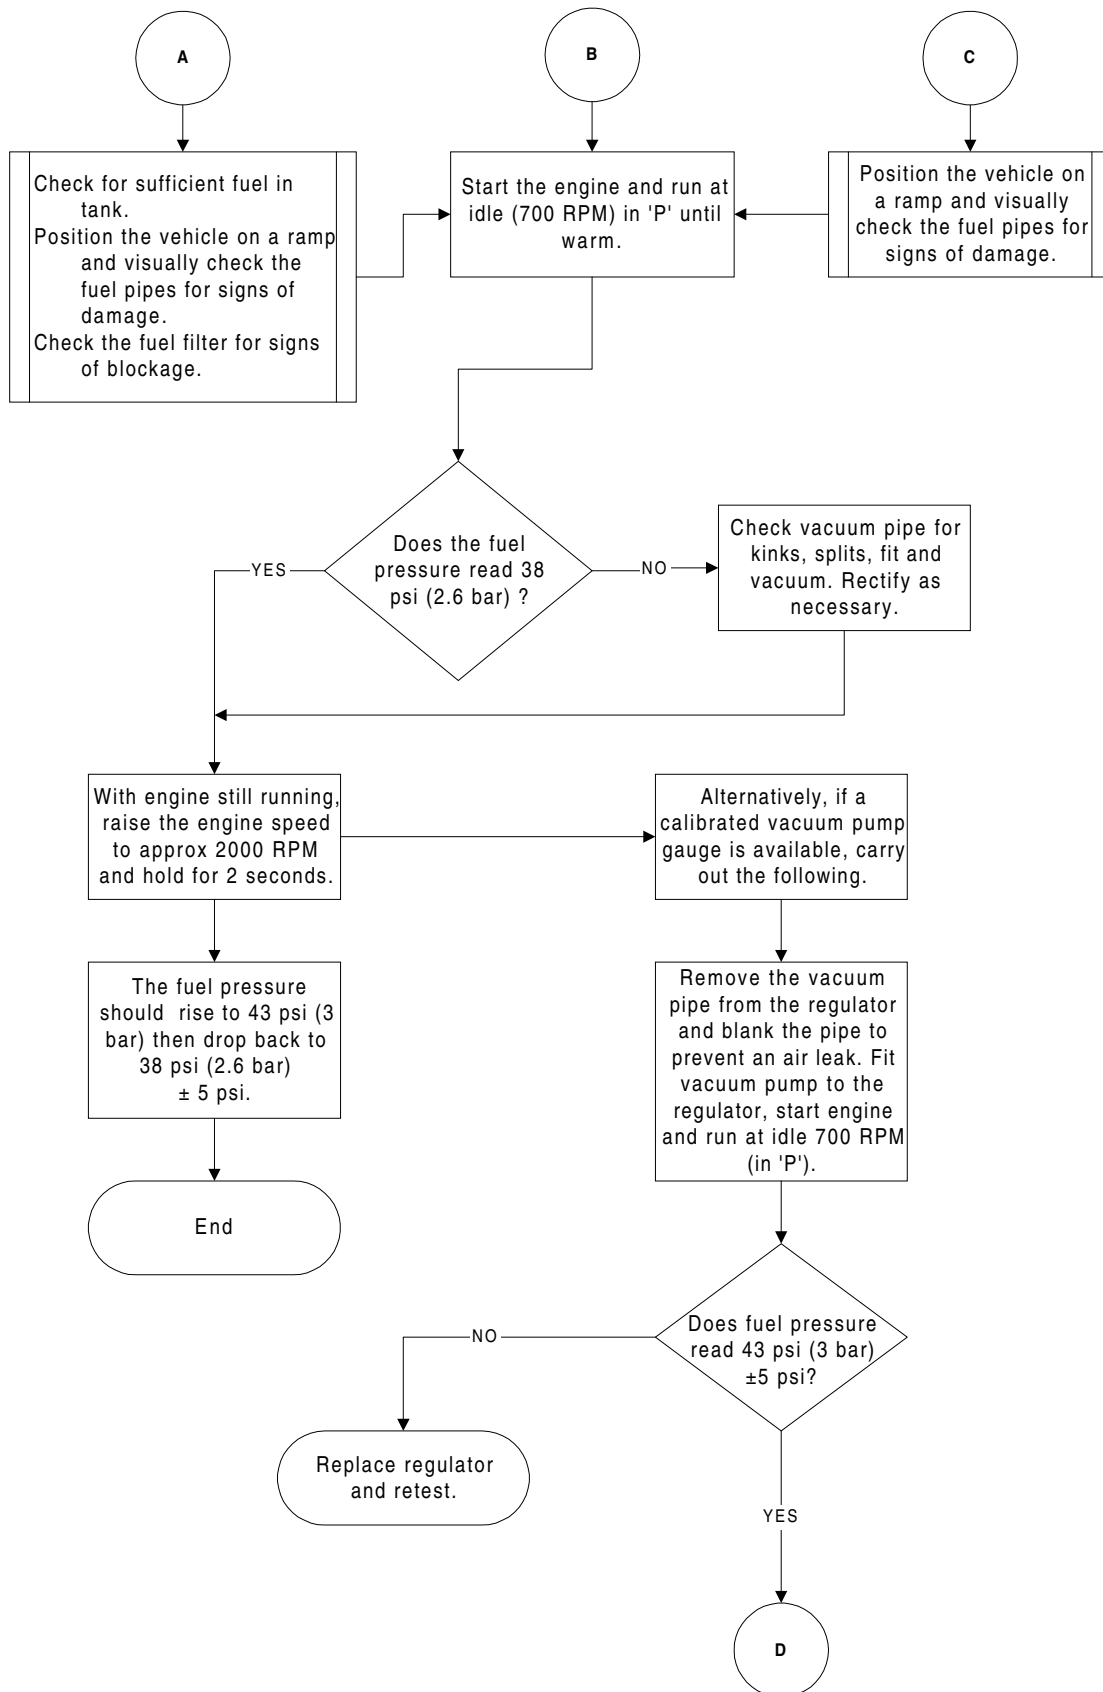 A
B
C
Check for sufficient fuel in
tank.
Position the vehicle on a ramp
and visually check the
fuel pipes for signs of
damage.
Check the fuel filter for signs
of blockage.
Start the engine and run at
idle (700 RPM) in 'P' until
warm.
Position the vehicle on
a ramp and visually
check the fuel pipes for
signs of damage.
Does the fuel
pressure read 38
psi (2.6 bar) ?
YES
NO
Check vacuum pipe for
kinks, splits, fit and
vacuum. Rectify as
necessary.
With engine still running,
raise the engine speed
to approx 2000 RPM
and hold for 2 seconds.
Alternatively, if a
calibrated vacuum pump
gauge is available, carry
out the following.
The fuel pressure
should rise to 43 psi (3
bar) then drop back to
38 psi (2.6 bar)
± 5 psi.
Remove the vacuum
pipe from the regulator
and blank the pipe to
prevent an air leak. Fit
vacuum pump to the
regulator, start engine
and run at idle 700 RPM
(in 'P').
End
Does fuel pressure
read 43 psi (3 bar)
±5 psi?
NO
Replace regulator
and retest.
YES
D